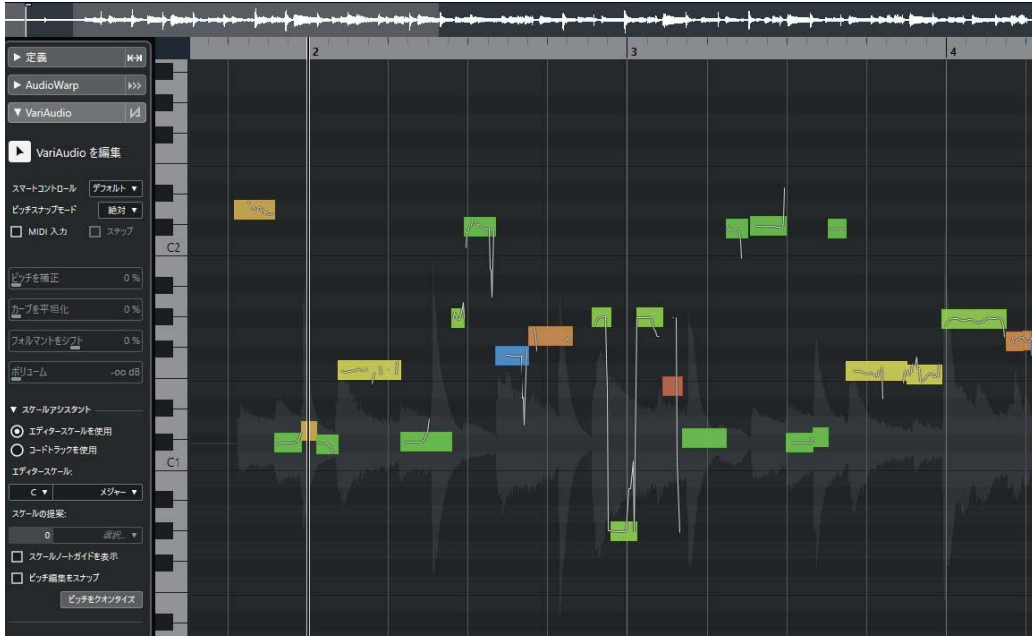 2
3
4
定義
AudioWarp
VariAudio
VariAudio を編集
スマートコントロール デフォルト
ピッチスナップモード 絶対
MIDI 入力 ステップ
C2
ピッチを補正 0 %
カーブを平坦化 0 %
フォルマントをシフト 0 %
ボリューム -oo dB
スケールアシスタント
エディタースケールを使用
コードトラックを使用
C1
エディタースケール:
C メジャー
スケールの提案:
0 選択..
スケールノートガイドを表示
ピッチ編集をスナップ
ピッチをクオンタイズ